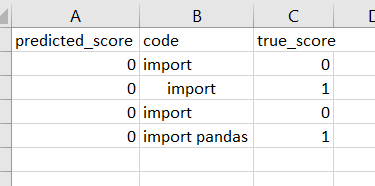 A B C D
predicted_score code true_score
0 import 0
0 import 1
0 import 0
0 import pandas 1